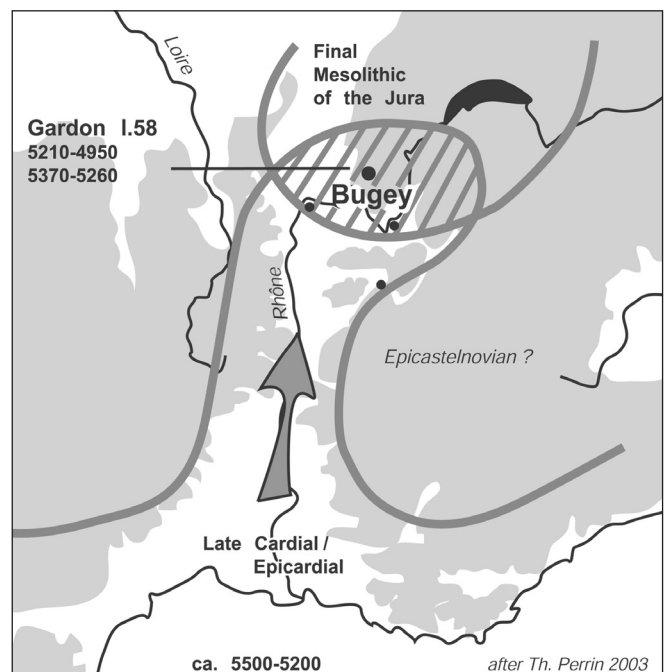 Loire
Final
Mesolithic
of the Jura
Gardon l.58
5210-4950
5370-5260
Bugey
Rhône
Epicastelnovian ?
Late Cardial /
Epicardial
ca. 5500-5200
after Th. Perrin 2003